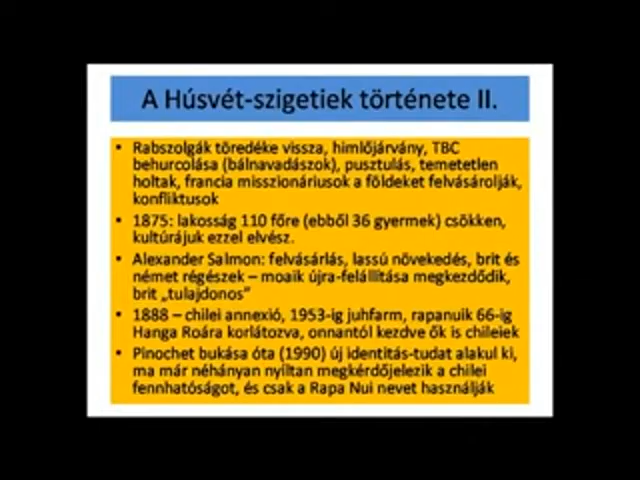 A Húsvét-szigetiek története II.
• Rabszolgák töredéke vissza, himlőjárvány, TBC
behurcolása (bálnavadászok), pusztulás, temetetlen
holtak, francia misszionáriusok a földeket felvásárolják,
konfliktusok
• 1875: lakosság 110 főre (ebből 36 gyermek) csökken,
kultúrájuk ezzel elvész.
• Alexander Salmon: felvásárlás, lassú növekedés, brit és
német régészek – moaik újra-felállítása megkezdődik,
brit „tulajdonos”
• 1888 – chilei annexió, 1953-ig juhfarm, rapanuik 66-ig
Hanga Roára korlátozva, onnantól kezdve ők is chileiek
• Pinochet bukása óta (1990) új identitás-tudat alakul ki,
ma már néhányan nyíltan megkérdőjelezik a chilei
fennhatóságot, és csak a Rapa Nui nevet használják